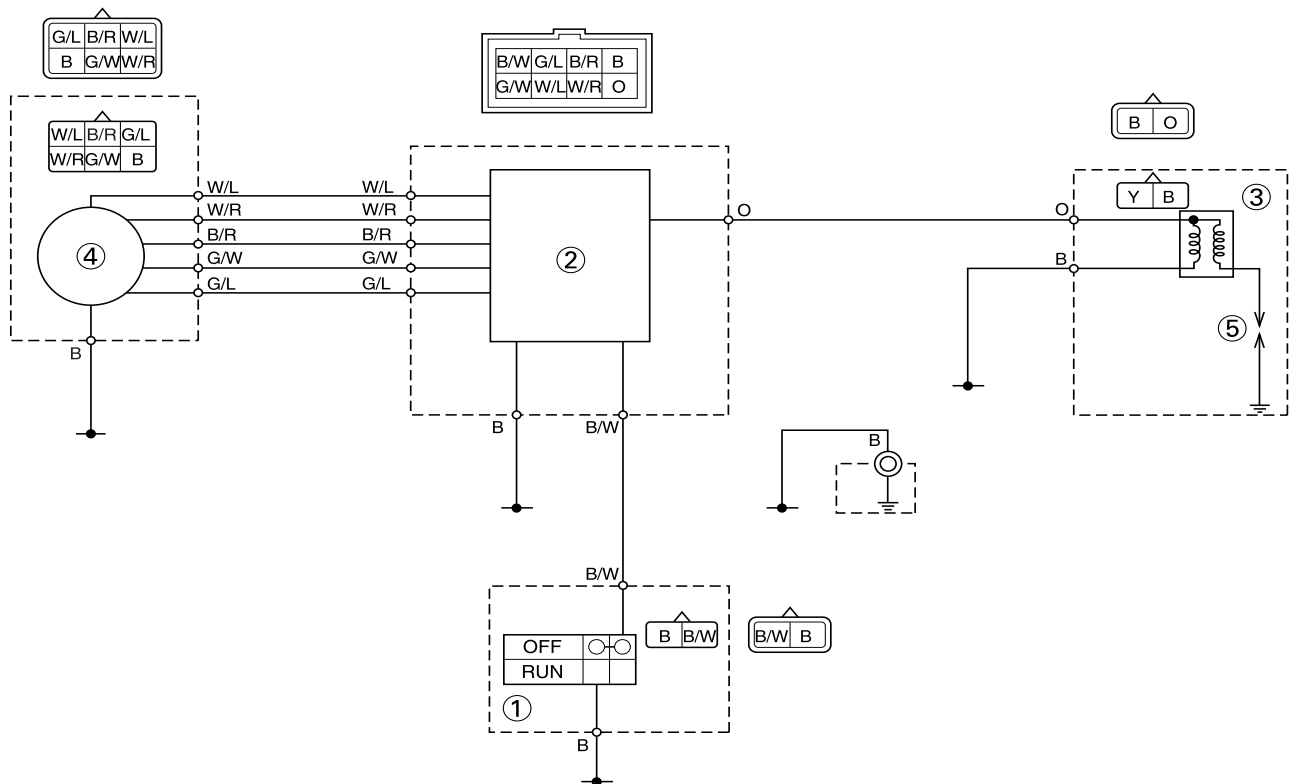 G/L B/R W/L
B G/W W/R
B/W G/L B/R B
G/W W/L W/R O
B O
W/L B/R G/L
W/R G/W B
Y B
③
W/L W/L
W/R W/R
B/R B/R
G/W G/W
G/L G/L
④
②
O O
B
⑤
B
B B/W
B
B/W
B B/W
B/W B
OFF
RUN
①
B